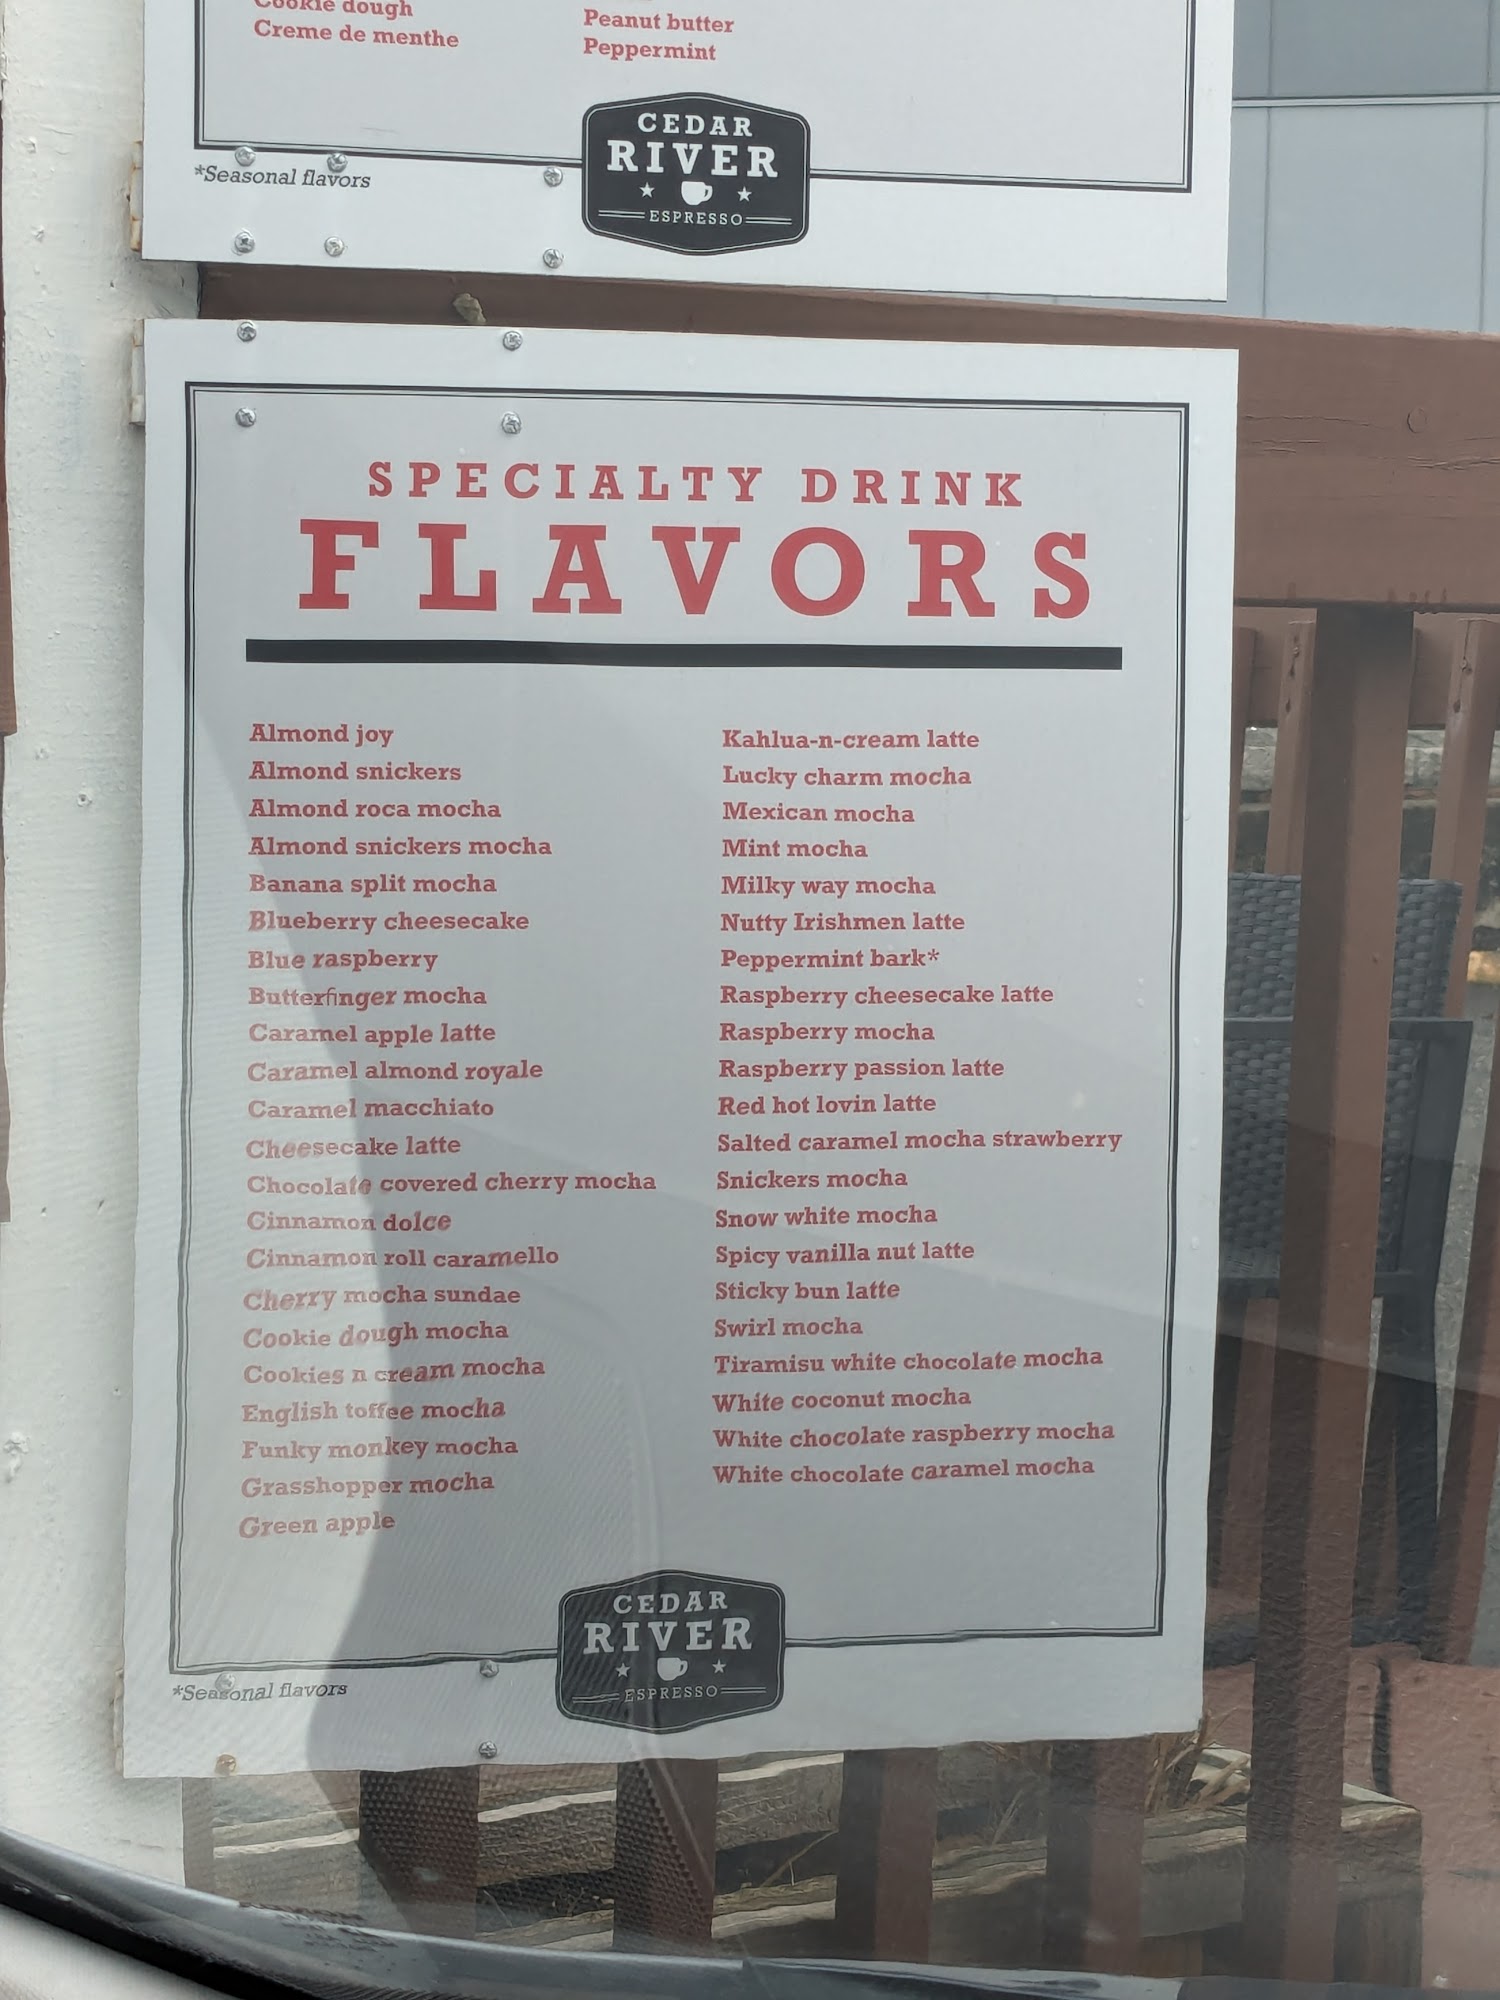 Cookie dough
Creme de menthe
Peanut butter
Peppermint
CEDAR
RIVER
ESPRESSO
*Seasonal flavors
SPECIALTY DRINK
FLAVORS
Almond joy
Almond snickers
Almond roca mocha
Almond snickers mocha
Banana split mocha
Blueberry cheesecake
Blue raspberry
Butterfinger mocha
Caramel apple latte
Caramel almond royale
Caramel macchiato
Cheesecake latte
Chocolate covered cherry mocha
Cinnamon dolce
Cinnamon roll caramello
Cherry mocha sundae
Cookie dough mocha
Cookies n cream mocha
English toffee mocha
Funky monkey mocha
Grasshopper mocha
Green apple
Kahlua-n-cream latte
Lucky charm mocha
Mexican mocha
Mint mocha
Milky way mocha
Nutty Irishmen latte
Peppermint bark*
Raspberry cheesecake latte
Raspberry mocha
Raspberry passion latte
Red hot lovin latte
Salted caramel mocha strawberry
Snickers mocha
Snow white mocha
Spicy vanilla nut latte
Sticky bun latte
Swirl mocha
Tiramisu white chocolate mocha
White coconut mocha
White chocolate raspberry mocha
White chocolate caramel mocha
CEDAR
RIVER
ESPRESSO
*Seasonal flavors